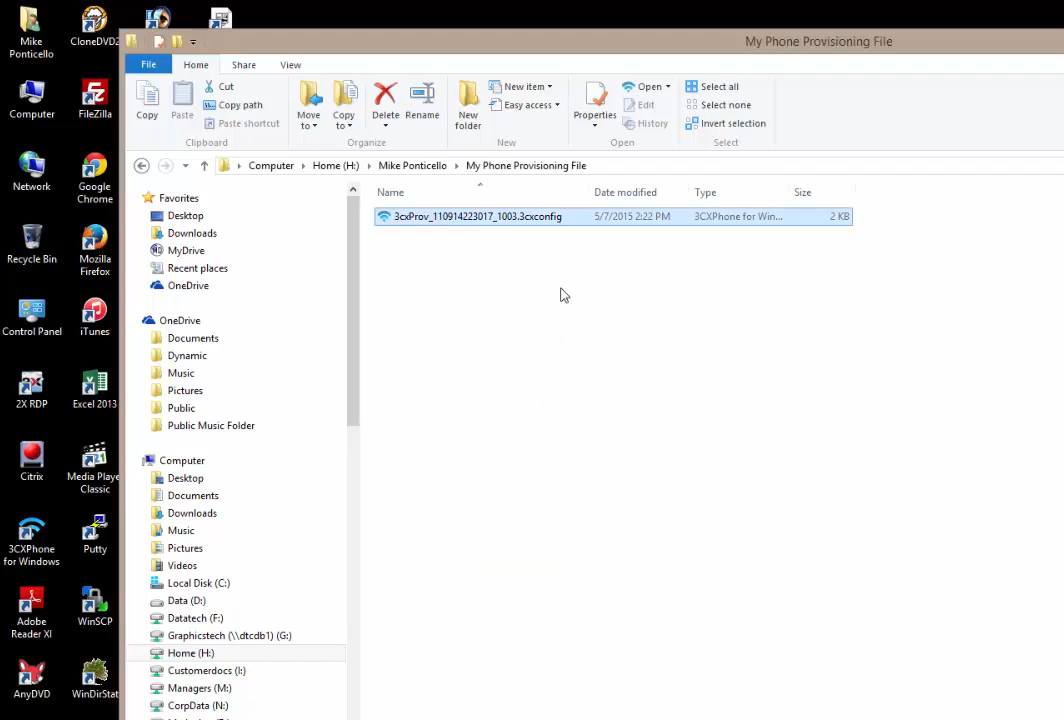 Mike
Ponticello
CloneDVD2
Computer
FileZilla
Network
Google
Chrome
Recycle Bin
Mozilla
Firefox
Control Panel
iTunes
2X RDP
Excel 2013
Citrix
Media Playe
Classic
3CXPhone
for Windows
Putty
Adobe
Reader XI
WinSCP
AnyDVD
WinDirStat
My Phone Provisioning File
File Home Share View
Copy
Paste
Cut
Copy path
Paste shortcut
Clipboard
Move
to
Copy
to
Delete
Rename
Organize
New
folder
New item
Easy access
New
Properties
Open
Edit
History
Open
Select all
Select none
Invert selection
Select
Computer Home (H:) Mike Ponticello My Phone Provisioning File
Name Date modified Type Size
3cxProv_110914223017_1003.3cxconfig 5/7/2015 2:22 PM 3CXPhone for Win... 2 KB
Favorites
Desktop
Downloads
MyDrive
Recent places
OneDrive
OneDrive
Documents
Dynamic
Music
Pictures
Public
Public Music Folder
Computer
Desktop
Documents
Downloads
Music
Pictures
Videos
Local Disk (C:)
Data (D:)
Datatech (F:)
Graphicstech (\\dtcdb1) (G:)
Home (H:)
Customerdocs (I:)
Managers (M:)
CorpData (N:)